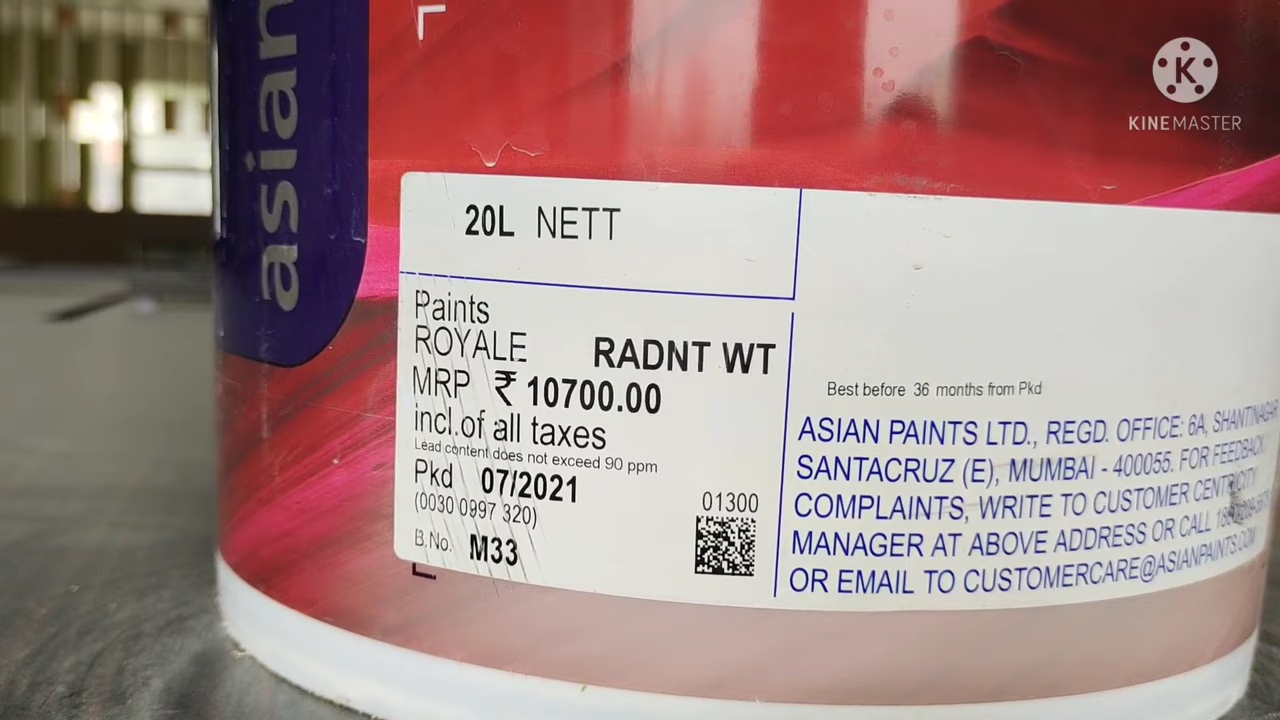 asian
K
KINEMASTER
20L NETT
Paints
ROYALE RADNT WT
MRP ₹ 10700.00
incl.of all taxes
Lead content does not exceed 90 ppm
Pkd 07/2021
(0030 0997 320)
01300
B.No. M33
Best before 36 months from Pkd
ASIAN PAINTS LTD., REGD. OFFICE: 6A, SHANTINAGAR
SANTACRUZ (E), MUMBAI - 400055. FOR FEEDBACK,
COMPLAINTS, WRITE TO CUSTOMER CENTRICITY
MANAGER AT ABOVE ADDRESS OR CALL
OR EMAIL TO CUSTOMERCARE@ASIANPAINTS.COM